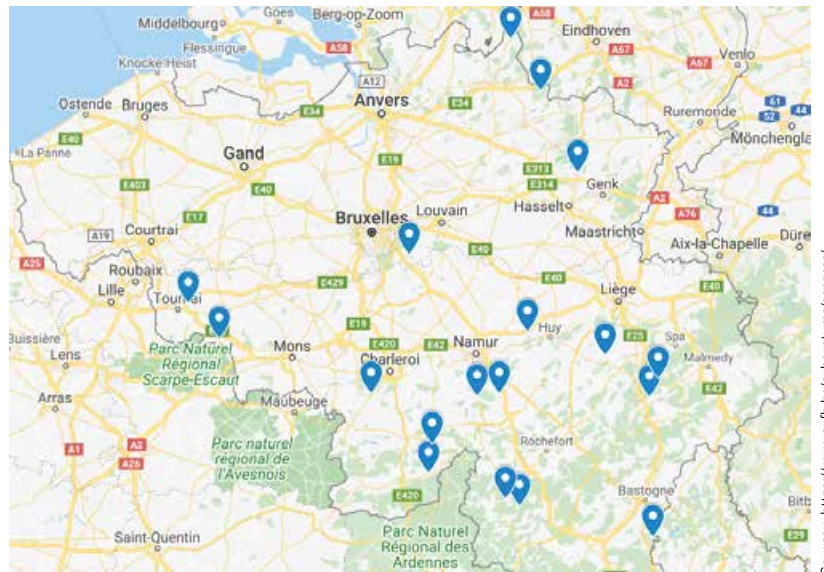 Goes
Berg-op-Zoom
A58
Middelbourg
A58
Eindhoven
Flessingue
A67
Venlo
Knocke-Heist
A67
A12
A2
Ostende
Bruges
Anvers
E34
E34
Ruremonde
61
44
E40
52
La Panne
Gand
E19
E313
Mönchengla
E403
E40
E314
Genk
Louvain
Hasselt
A2
E17
Bruxelles
A76
44
A19
Courtrai
Maastricht
Düre
E40
Aix-la-Chapelle
A25
Roubaix
E429
E40
Liège
E40
Lille
Tournai
E19
Huy
E25
Spa
Buissière
Mons
E420
E42
Namur
Parc Naturel
Régional
Scarpe-Escaut
Malmedy
Lens
Charleroi
E42
Arras
Maubeuge
A1
A2
Parc naturel
régional de
l'Avesnois
Rochefort
A26
E420
Bastogne
Bitb
Saint-Quentin
Parc Naturel
Régional des
Ardennes
E29